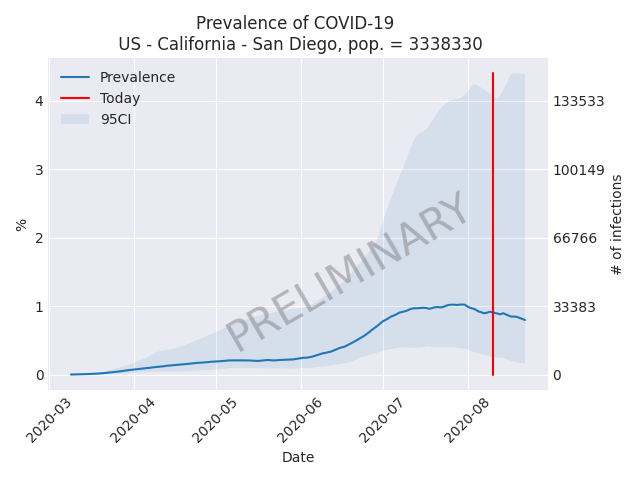 Prevalence of COVID-19
US - California - San Diego, pop. = 3338330
Prevalence
Today
95CI
PRELIMINARY
4
3
2
1
0
%
133533
100149
66766
33383
0
# of infections
2020-03
2020-04
2020-05
2020-06
2020-07
2020-08
Date